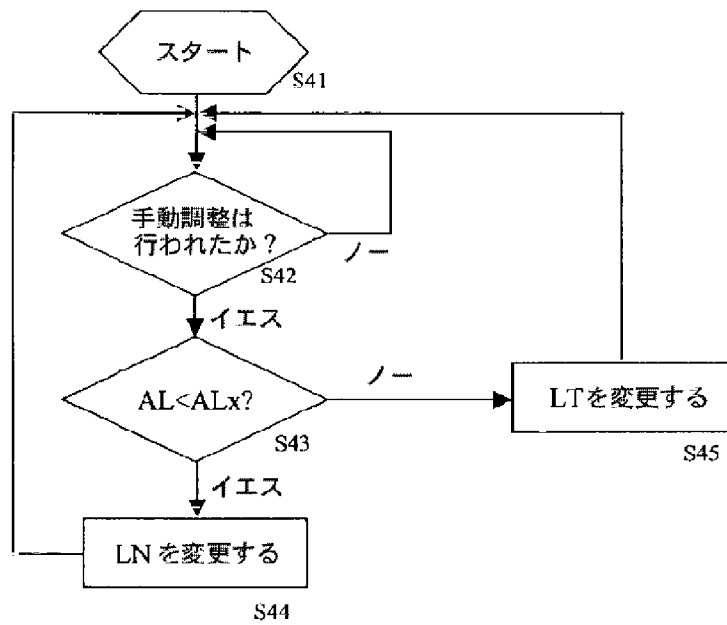 スタート
S41
手動調整は
行われたか？
S42
ノー
イエス
AL<ALx?
S43
ノー
LTを変更する
S45
イエス
LNを変更する
S44